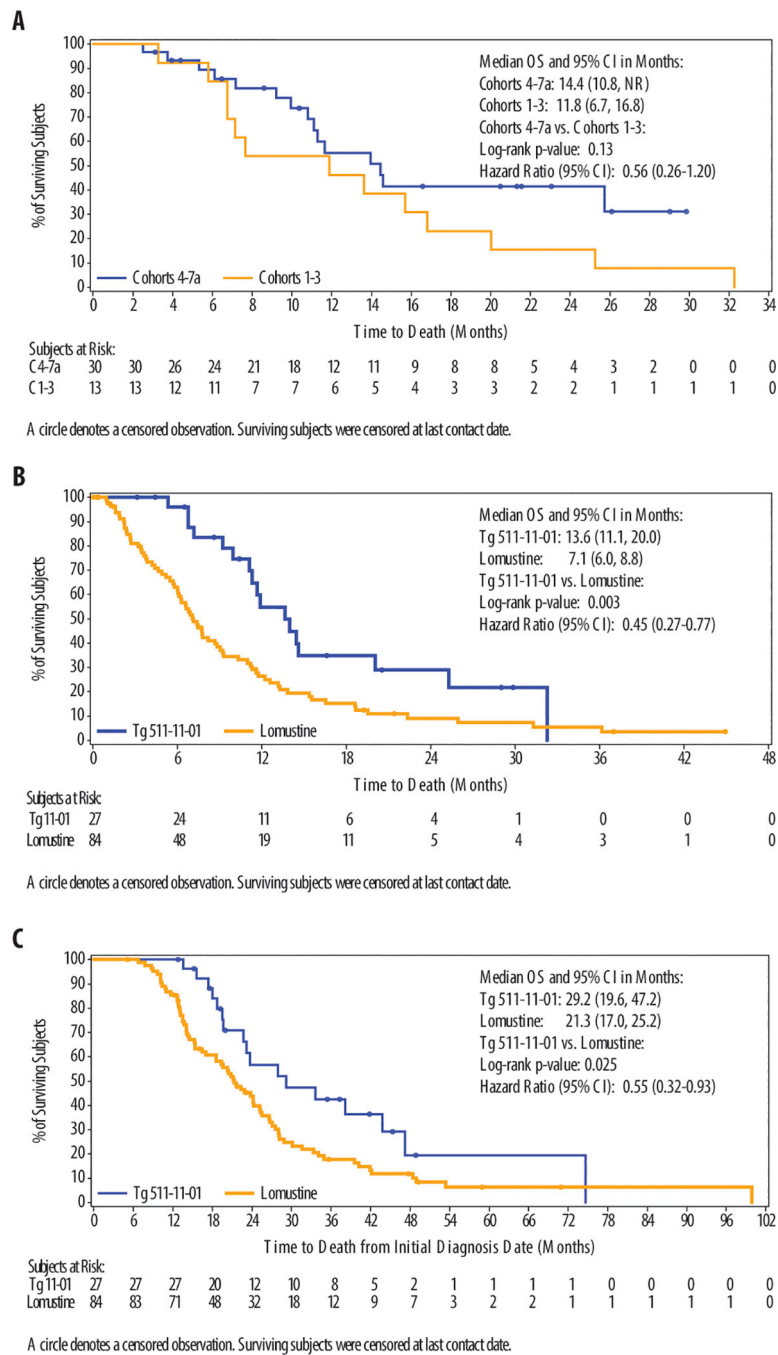 A
100
90
80
70
60
50
40
30
20
10
0
% of Surviving Subjects
Median OS and 95% CI in Months:
Cohorts 4-7a: 14.4 (10.8, NR)
Cohorts 1-3: 11.8 (6.7, 16.8)
Cohorts 4-7a vs. Cohorts 1-3:
Log-rank p-value: 0.13
Hazard Ratio (95% CI): 0.56 (0.26-1.20)
Cohorts 4-7a Cohorts 1-3
0 2 4 6 8 10 12 14 16 18 20 22 24 26 28 30 32 34
Time to Death (Months)
Subjects at Risk:
C4-7a 30 30 26 24 21 18 12 11 9 8 8 5 4 3 2 0 0 0
C1-3 13 13 12 11 7 7 6 5 4 3 3 2 2 1 1 1 1 0
A circle denotes a censored observation. Surviving subjects were censored at last contact date.
B
100
90
80
70
60
50
40
30
20
10
0
% of Surviving Subjects
Median OS and 95% CI in Months:
Tg 511-11-01: 13.6 (11.1, 20.0)
Lomustine: 7.1 (6.0, 8.8)
Tg 511-11-01 vs. Lomustine:
Log-rank p-value: 0.003
Hazard Ratio (95% CI): 0.45 (0.27-0.77)
Tg 511-11-01 Lomustine
0 6 12 18 24 30 36 42 48
Time to Death (Months)
Subjects at Risk:
Tg 11-01 27 24 11 6 4 1 0 0 0
Lomustine 84 48 19 11 5 4 3 1 0
A circle denotes a censored observation. Surviving subjects were censored at last contact date.
C
100
90
80
70
60
50
40
30
20
10
0
% of Surviving Subjects
Median OS and 95% CI in Months:
Tg 511-11-01: 29.2 (19.6, 47.2)
Lomustine: 21.3 (17.0, 25.2)
Tg 511-11-01 vs. Lomustine:
Log-rank p-value: 0.025
Hazard Ratio (95% CI): 0.55 (0.32-0.93)
Tg 511-11-01 Lomustine
0 6 12 18 24 30 36 42 48 54 60 66 72 78 84 90 96 102
Time to Death from Initial Diagnosis Date (Months)
Subjects at Risk:
Tg 11-01 27 27 27 20 12 10 8 5 2 1 1 1 1 0 0 0 0 0
Lomustine 84 83 71 48 32 18 12 9 7 3 2 2 1 1 1 1 1 0
A circle denotes a censored observation. Surviving subjects were censored at last contact date.